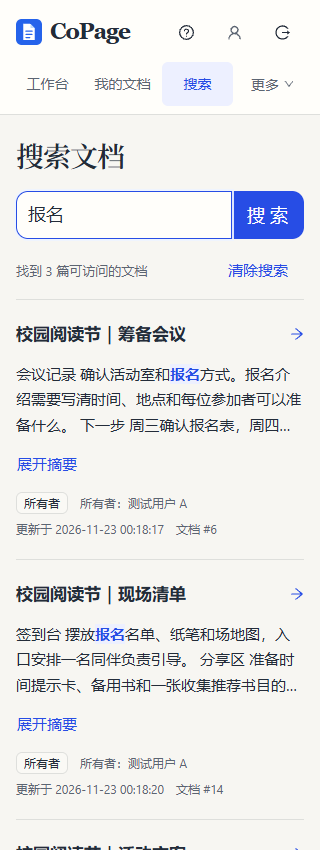 CoPage
工作台 我的文档 搜索 更多
搜索文档
报名 搜索
找到 3 篇可访问的文档 清除搜索
校园阅读节｜筹备会议
会议记录 确认活动室和报名方式。报名介
绍需要写清时间、地点和每位参加者可以准
备什么。 下一步 周三确认报名表，周四...
展开摘要
所有者 所有者：测试用户 A
更新于 2026-11-23 00:18:17 文档 #6
校园阅读节｜现场清单
签到台 摆放报名名单、纸笔和场地图，入
口安排一名同伴负责引导。 分享区 准备时
间提示卡、备用书和一张收集推荐书目的...
展开摘要
所有者 所有者：测试用户 A
更新于 2026-11-23 00:18:20 文档 #14